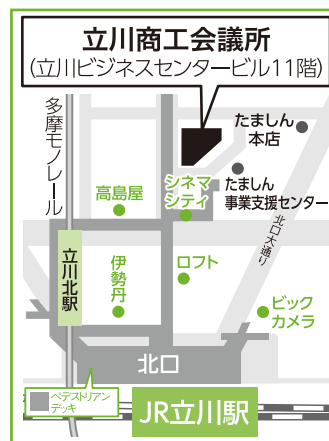 立川商工会議所
(立川ビジネスセンタービル11階)
多摩モノレール
たましん
本店
シネマ
シティ
たましん
事業支援センター
高島屋
北口大通り
立川北駅
伊勢丹
ロフト
ビック
カメラ
北口
ペデストリアン
デッキ
JR立川駅